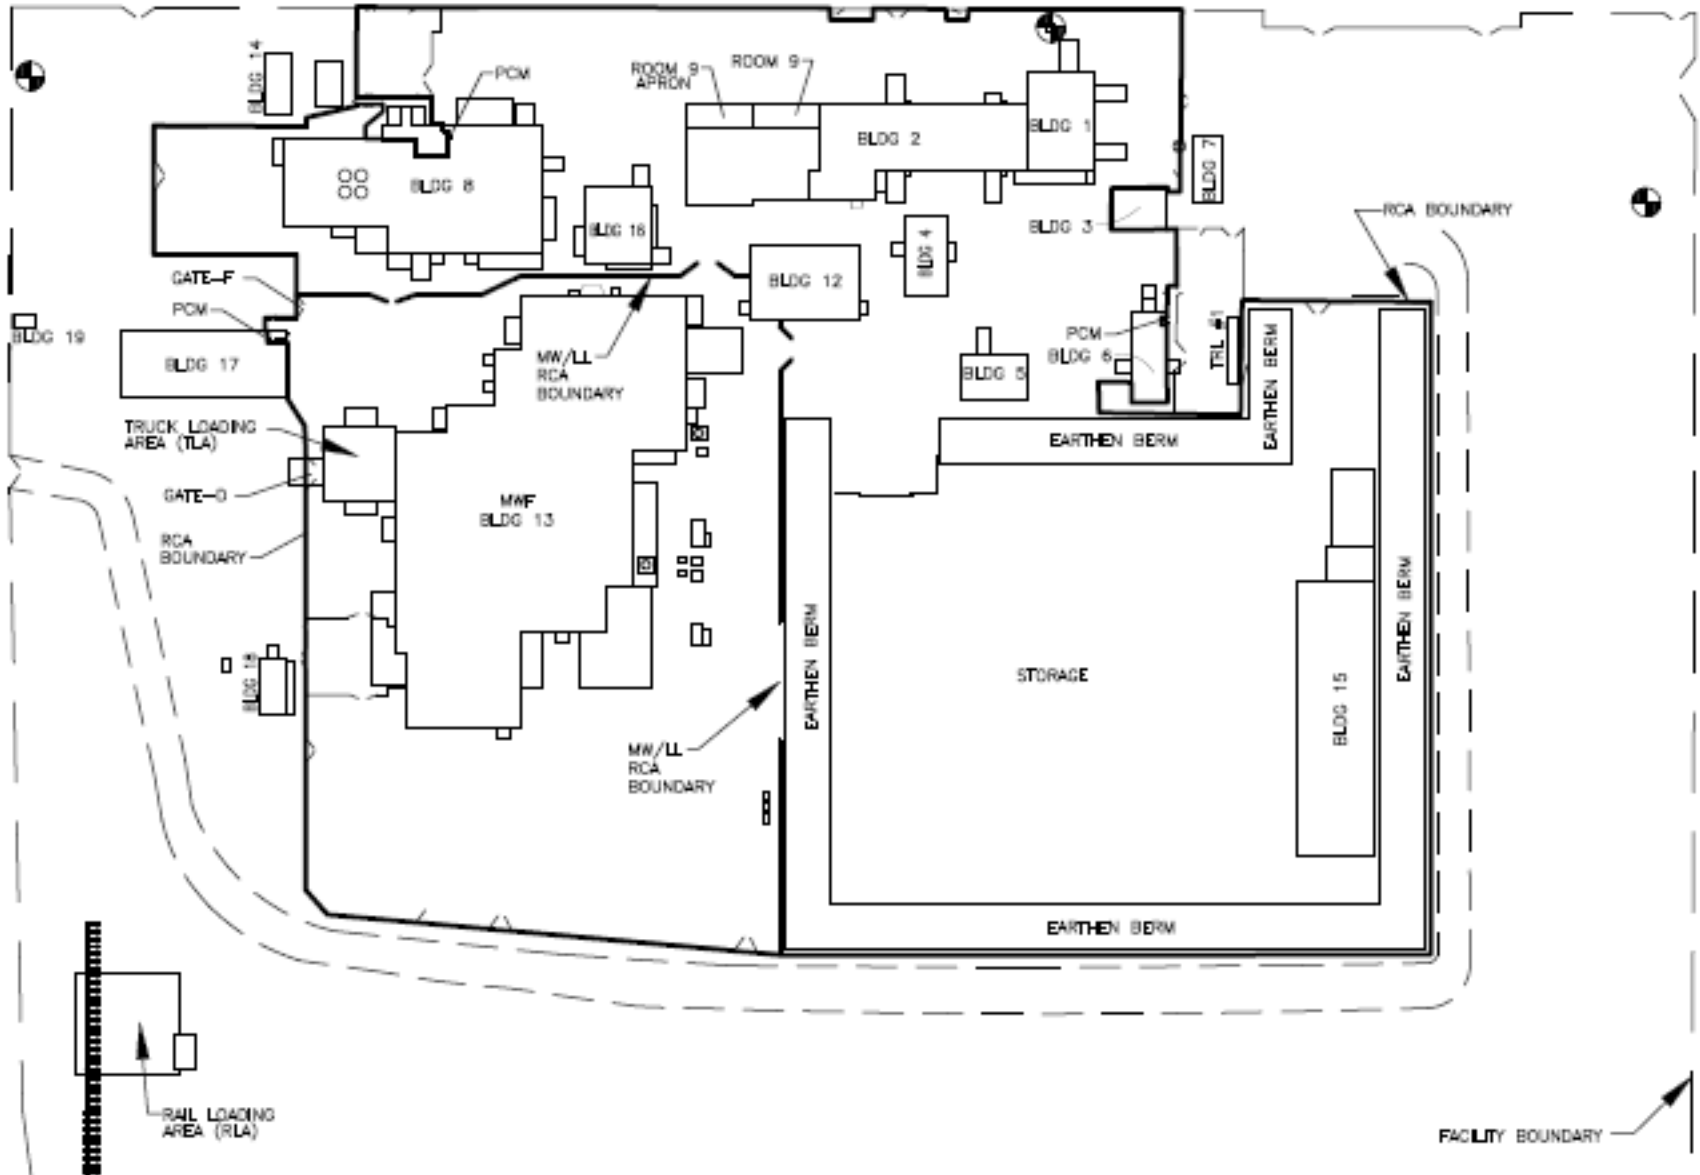 BLDG 14
PCM
ROOM 9
APRON
ROOM 9
BLDG 1
BLDG 2
BLDG 7
BLDG 8
RCA BOUNDARY
BLDG 16
BLDG 3
BLDG 4
GATE-F
BLDG 12
PCM
BLDG 19
BLDG 17
MW/LL
RCA
BOUNDARY
PCM
BLDG 6
TRL 61
EARTHEN BERM
BLDG 5
TRUCK LOADING
AREA (TLA)
EARTHEN BERM
GATE-D
MWF
BLDG 13
RCA
BOUNDARY
EARTHEN BERM
EARTHEN BERM
BLDG 18
STORAGE
BLDG 15
MW/LL
RCA
BOUNDARY
EARTHEN BERM
RAIL LOADING
AREA (RLA)
FACILITY BOUNDARY